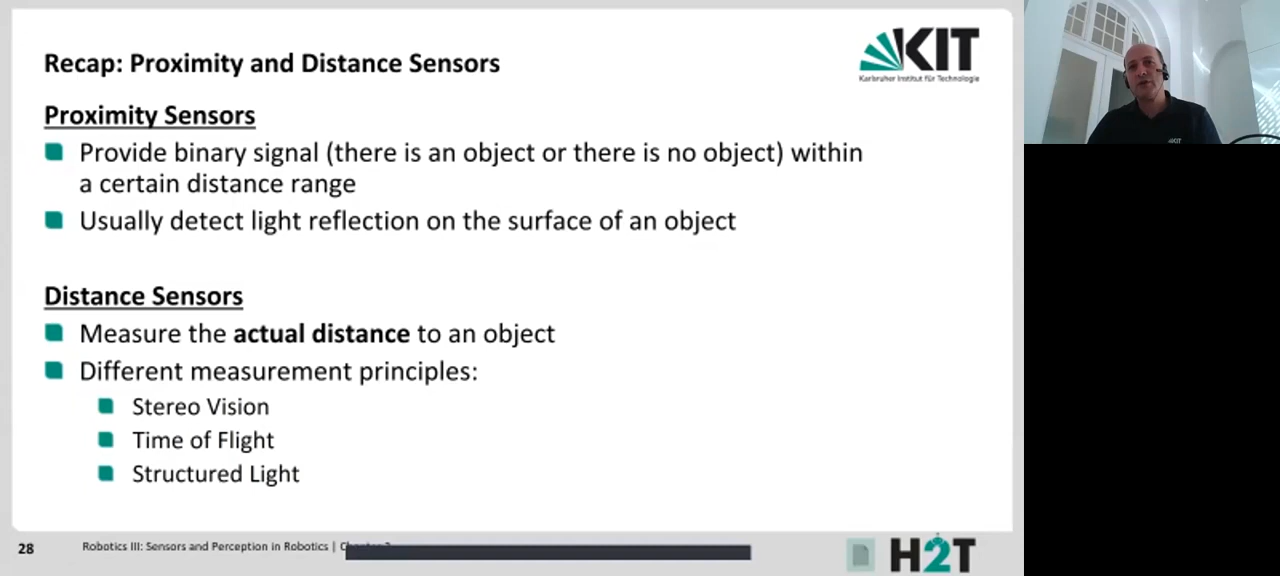 Recap: Proximity and Distance Sensors
KIT
Karlsruher Institut für Technologie
Proximity Sensors
Provide binary signal (there is an object or there is no object) within
a certain distance range
Usually detect light reflection on the surface of an object
Distance Sensors
Measure the actual distance to an object
Different measurement principles:
Stereo Vision
Time of Flight
Structured Light
28
Robotics III: Sensors and Perception in Robotics |
H2T
KIT